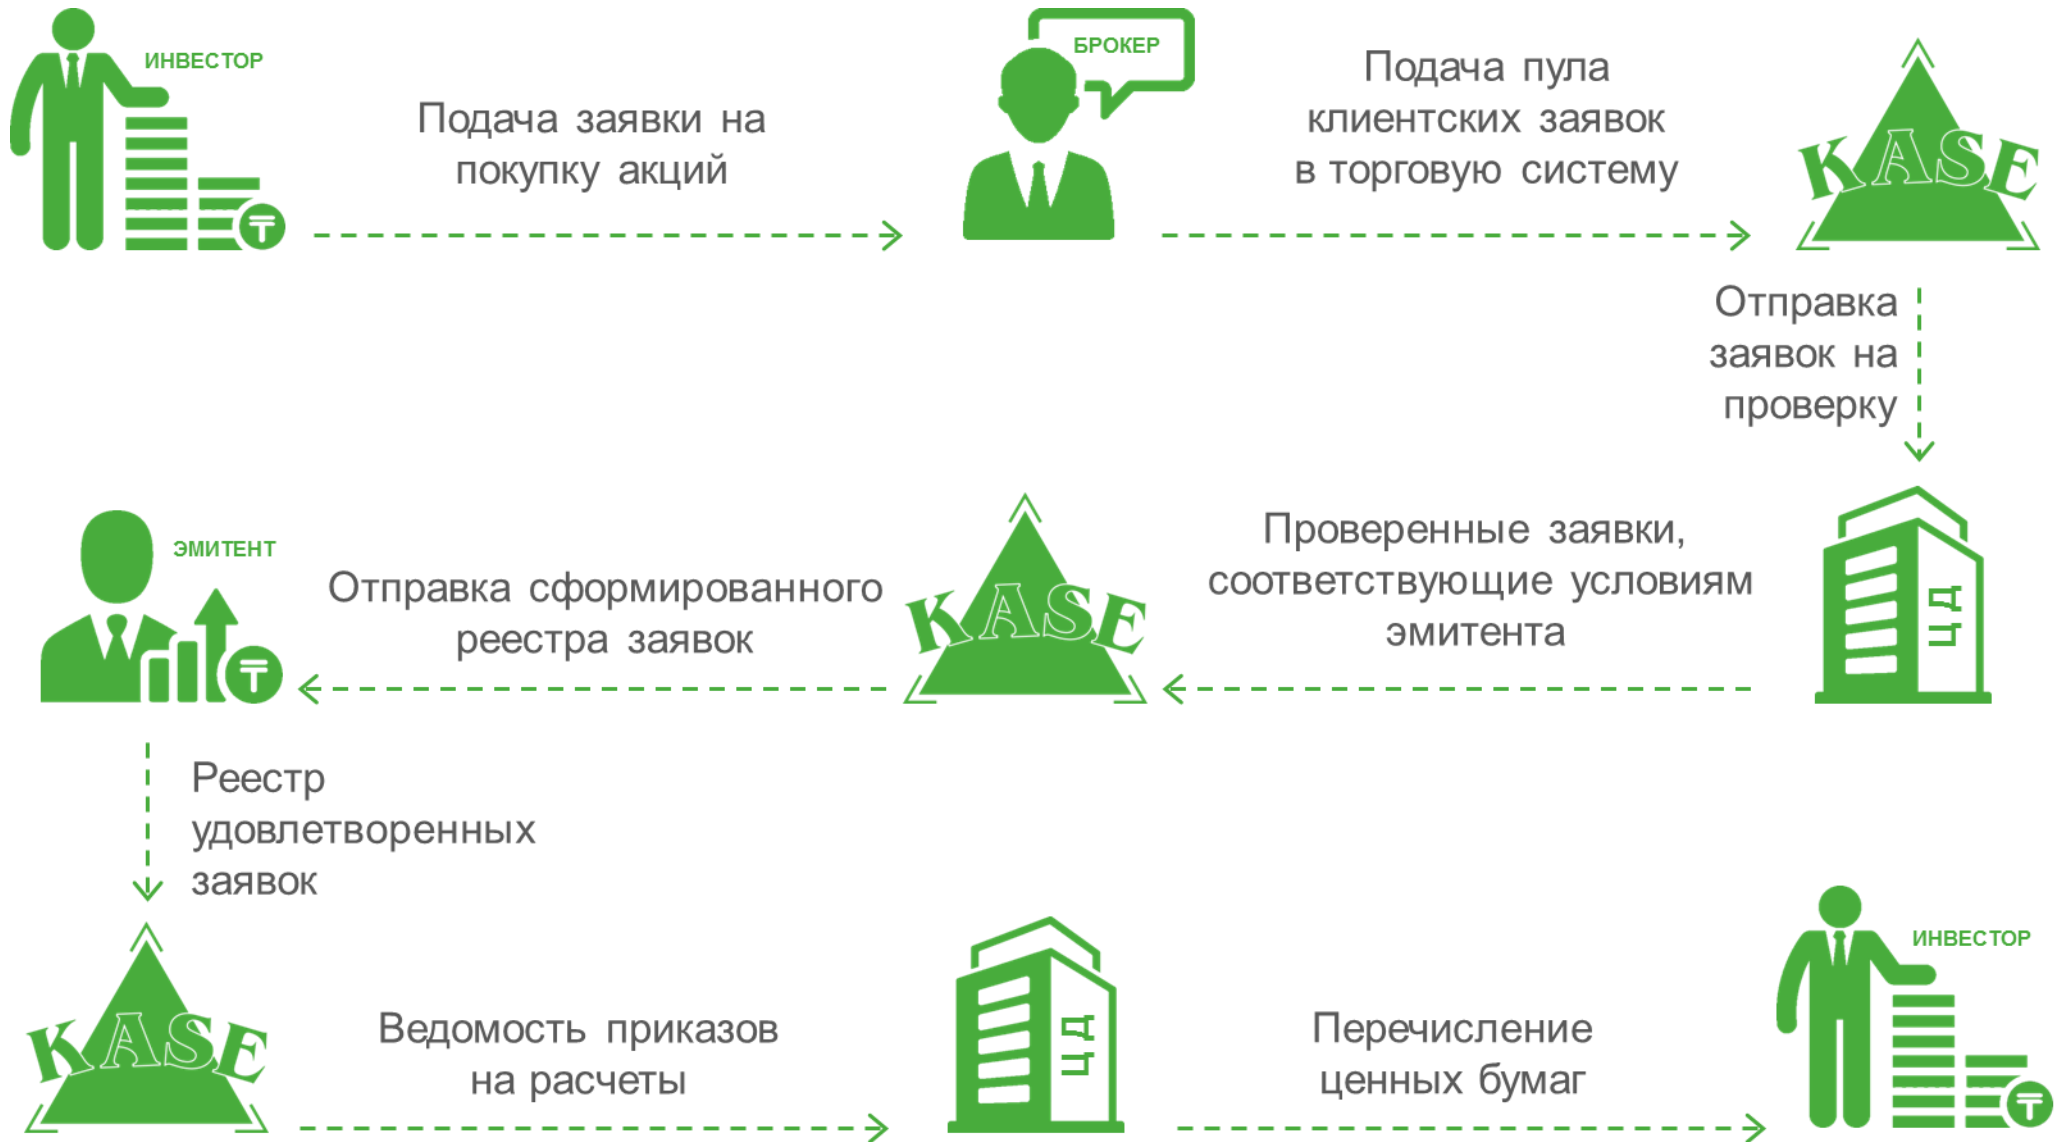 ИНВЕСТОР
Подача заявки на
покупку акций
БРОКЕР
Подача пула
клиентских заявок
в торговую систему
KASE
Отправка
заявок на
проверку
ЭМИТЕНТ
Отправка сформированного
реестра заявок
KASE
Проверенные заявки,
соответствующие условиям
эмитента
ЦД
Реестр
удовлетворенных
заявок
KASE
Ведомость приказов
на расчеты
ЦД
Перечисление
ценных бумаг
ИНВЕСТОР